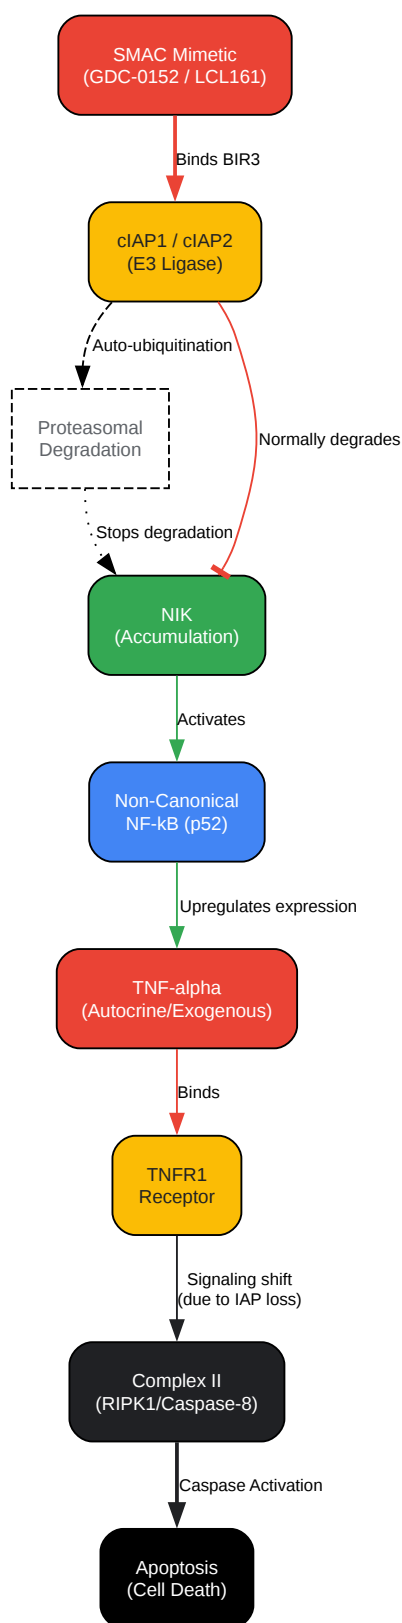 SMAC Mimetic
(GDC-0152 / LCL161)
Binds BIR3
cIAP1 / cIAP2
(E3 Ligase)
Auto-ubiquitination
Proteasomal
Degradation
Normally degrades
Stops degradation
NIK
(Accumulation)
Activates
Non-Canonical
NF-kB (p52)
Upregulates expression
TNF-alpha
(Autocrine/Exogenous)
Binds
TNFR1
Receptor
Signaling shift
(due to IAP loss)
Complex II
(RIPK1/Caspase-8)
Caspase Activation
Apoptosis
(Cell Death)